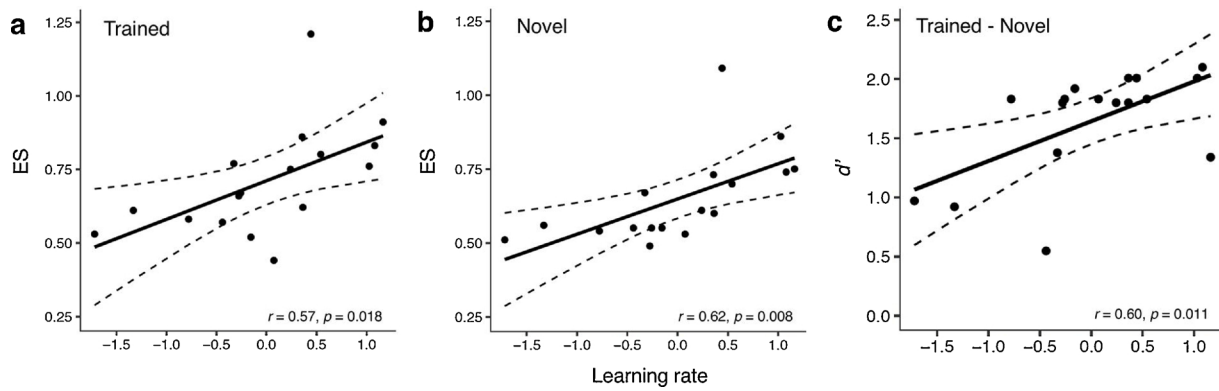 a Trained
ES
1.25
1.00
0.75
0.50
0.25
−1.5 −1.0 −0.5 0.0 0.5 1.0
r = 0.57, p = 0.018
b Novel
ES
1.25
1.00
0.75
0.50
0.25
−1.5 −1.0 −0.5 0.0 0.5 1.0
r = 0.62, p = 0.008
Learning rate
c Trained - Novel
d'
2.5
2.0
1.5
1.0
0.5
0.0
−1.5 −1.0 −0.5 0.0 0.5 1.0
r = 0.60, p = 0.011